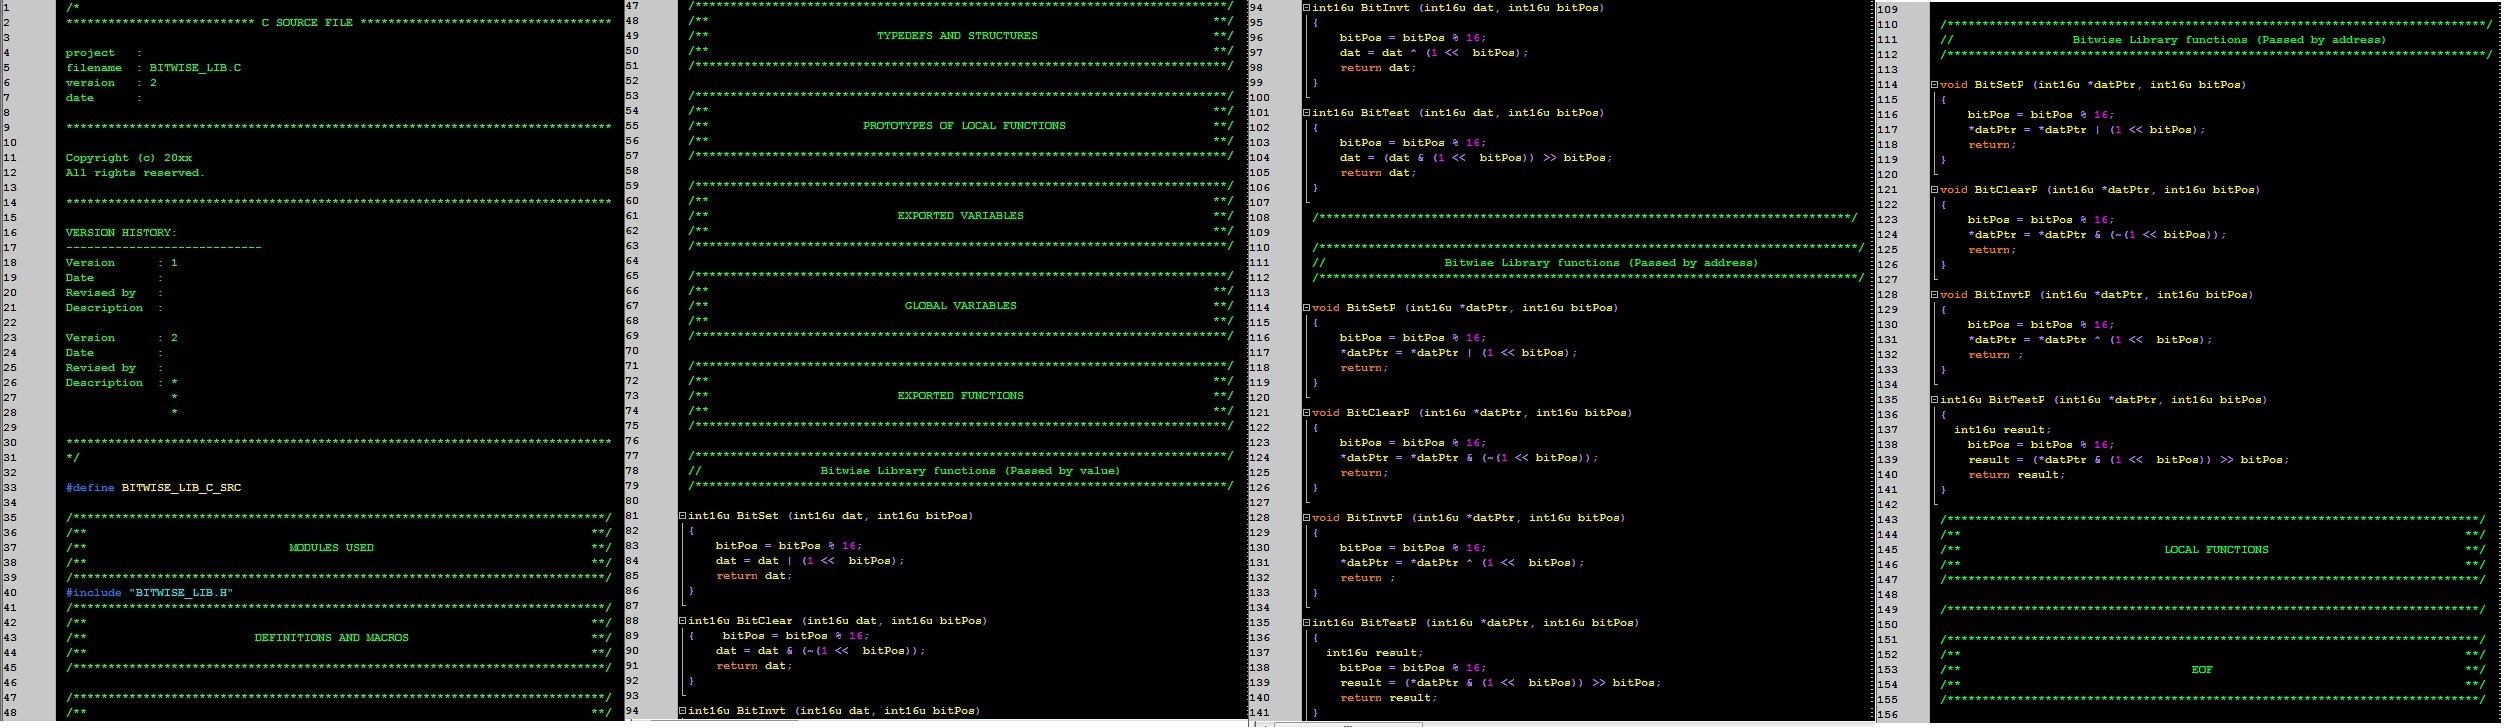 1 /*
2 *************************** C SOURCE FILE ************************************
3
4 project   :
5 filename  : BITWISE_LIB.C
6 version   : 2
7 date      :
8
9 ******************************************************************************
10
11 Copyright (c) 20xx
12 All rights reserved.
13
14 ******************************************************************************
15
16 VERSION HISTORY:
17 ----------------------------
18 Version      : 1
19 Date         :
20 Revised by   :
21 Description  :
22
23 Version      : 2
24 Date         :
25 Revised by   :
26 Description  : *
27                *
28                *
29
30 ******************************************************************************
31 */
32
33 #define BITWISE_LIB_C_SRC
34
35 /****************************************************************************/
36 /**                                                                        **/
37 /**                             MODULES USED                               **/
38 /**                                                                        **/
39 /****************************************************************************/
40 #include "BITWISE_LIB.H"
41 /****************************************************************************/
42 /**                                                                        **/
43 /**                        DEFINITIONS AND MACROS                          **/
44 /**                                                                        **/
45 /****************************************************************************/
46
47 /****************************************************************************/
48 /**                                                                        **/
47 /****************************************************************************/
48 /**                                                                        **/
49 /**                        TYPEDEFS AND STRUCTURES                         **/
50 /**                                                                        **/
51 /****************************************************************************/
52
53 /****************************************************************************/
54 /**                                                                        **/
55 /**                      PROTOTYPES OF LOCAL FUNCTIONS                     **/
56 /**                                                                        **/
57 /****************************************************************************/
58
59 /****************************************************************************/
60 /**                                                                        **/
61 /**                           EXPORTED VARIABLES                           **/
62 /**                                                                        **/
63 /****************************************************************************/
64
65 /****************************************************************************/
66 /**                                                                        **/
67 /**                            GLOBAL VARIABLES                            **/
68 /**                                                                        **/
69 /****************************************************************************/
70
71 /****************************************************************************/
72 /**                                                                        **/
73 /**                           EXPORTED FUNCTIONS                           **/
74 /**                                                                        **/
75 /****************************************************************************/
76
77 /****************************************************************************/
78 //                 Bitwise Library functions (Passed by value)
79 /****************************************************************************/
80
81 int16u BitSet (int16u dat, int16u bitPos)
82 {
83     bitPos = bitPos % 16;
84     dat = dat | (1 <<  bitPos);
85     return dat;
86 }
87
88 int16u BitClear (int16u dat, int16u bitPos)
89 {    bitPos = bitPos % 16;
90     dat = dat & (~(1 <<  bitPos));
91     return dat;
92 }
93
94 int16u BitInvt (int16u dat, int16u bitPos)
94 int16u BitInvt (int16u dat, int16u bitPos)
95 {
96     bitPos = bitPos % 16;
97     dat = dat ^ (1 <<  bitPos);
98     return dat;
99 }
100
101 int16u BitTest (int16u dat, int16u bitPos)
102 {
103     bitPos = bitPos % 16;
104     dat = (dat & (1 <<  bitPos)) >> bitPos;
105     return dat;
106 }
107
108 /****************************************************************************/
109
110 /*****************************************************************************/
111 //                 Bitwise Library functions (Passed by address)
112 /*****************************************************************************/
113
114 void BitSetP (int16u *datPtr, int16u bitPos)
115 {
116     bitPos = bitPos % 16;
117     *datPtr = *datPtr | (1 << bitPos);
118     return;
119 }
120
121 void BitClearP (int16u *datPtr, int16u bitPos)
122 {
123     bitPos = bitPos % 16;
124     *datPtr = *datPtr & (~(1 << bitPos));
125     return;
126 }
127
128 void BitInvtP (int16u *datPtr, int16u bitPos)
129 {
130     bitPos = bitPos % 16;
131     *datPtr = *datPtr ^ (1 <<  bitPos);
132     return ;
133 }
134
135 int16u BitTestP (int16u *datPtr, int16u bitPos)
136 {
137   int16u result;
138     bitPos = bitPos % 16;
139     result = (*datPtr & (1 <<  bitPos)) >> bitPos;
140     return result;
141 }
109
110 /*****************************************************************************/
111 //                 Bitwise Library functions (Passed by address)
112 /*****************************************************************************/
113
114 void BitSetP (int16u *datPtr, int16u bitPos)
115 {
116     bitPos = bitPos % 16;
117     *datPtr = *datPtr | (1 << bitPos);
118     return;
119 }
120
121 void BitClearP (int16u *datPtr, int16u bitPos)
122 {
123     bitPos = bitPos % 16;
124     *datPtr = *datPtr & (~(1 << bitPos));
125     return;
126 }
127
128 void BitInvtP (int16u *datPtr, int16u bitPos)
129 {
130     bitPos = bitPos % 16;
131     *datPtr = *datPtr ^ (1 <<  bitPos);
132     return ;
133 }
134
135 int16u BitTestP (int16u *datPtr, int16u bitPos)
136 {
137   int16u result;
138     bitPos = bitPos % 16;
139     result = (*datPtr & (1 <<  bitPos)) >> bitPos;
140     return result;
141 }
142
143 /****************************************************************************/
144 /**                                                                        **/
145 /**                             LOCAL FUNCTIONS                            **/
146 /**                                                                        **/
147 /****************************************************************************/
148
149 /****************************************************************************/
150
151 /****************************************************************************/
152 /**                                                                        **/
153 /**                                 EOF                                    **/
154 /**                                                                        **/
155 /****************************************************************************/
156